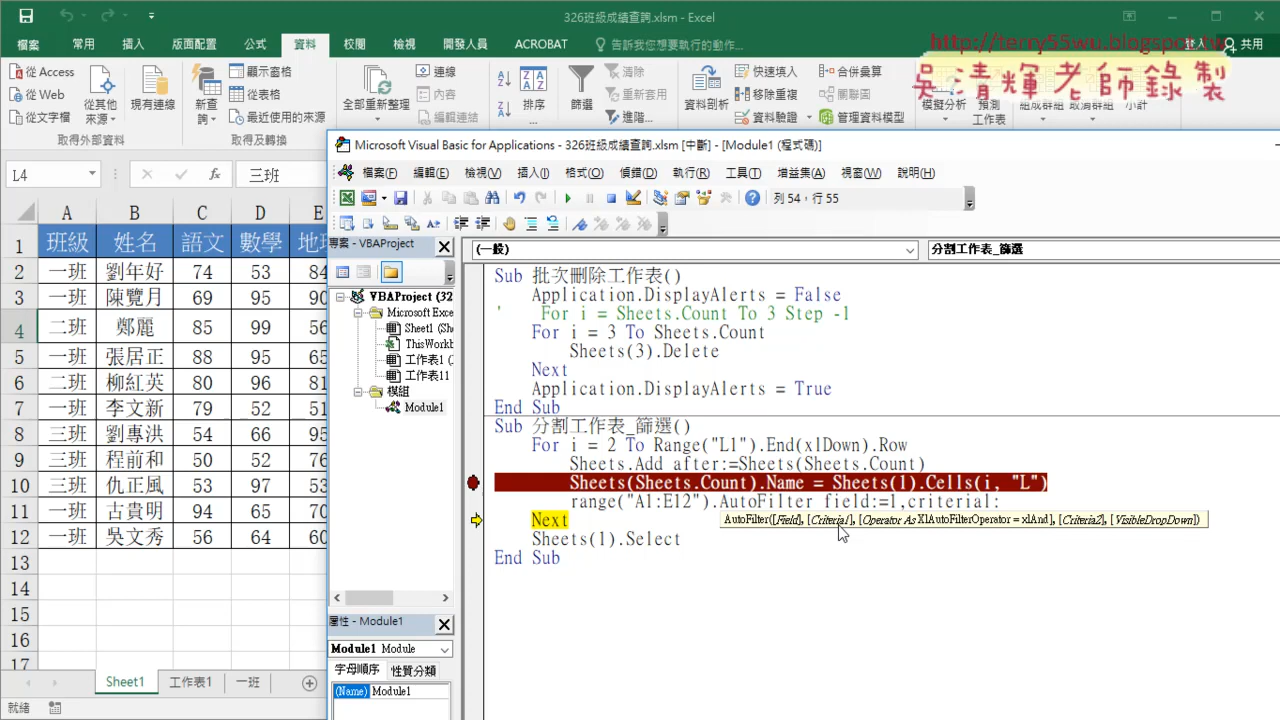 326班級成績查詢.xlsm - Excel
檔案 常用 插入 版面配置 公式 資料 校閱 檢視 開發人員 ACROBAT 告訴我您想要執行的動作... 登入 共用
http://terry55wu.blogspot.tw
吳清輝老師錄製
從 Access
從 Web
從文字檔
從其他來源
現有連線
新查詢
顯示窗格
從表格
最近使用的來源
全部重新整理
連線
內容
編輯連結
排序
篩選
清除
重新套用
進階...
資料剖析
快速填入
移除重複
資料驗證
合併彙算
關聯圖
管理資料模型
模擬分析
預測工作表
組成群組
取消群組
小計
取得外部資料 取得及轉換
L4 fx 三班
A B C D E
1 班級 姓名 語文 數學 地理
2 一班 劉年好 74 53 84
3 一班 陳覽月 69 95 90
4 二班 鄭麗 85 99 56
5 一班 張居正 88 95 65
6 二班 柳紅英 80 96 81
7 一班 李文新 79 52 51
8 三班 劉專洪 54 66 95
9 三班 程前和 50 52 76
10 三班 仇正風 53 97 53
11 三班 古貴明 94 65 57
12 三班 吳文秀 56 64 60
13
14
15
16
17
Sheet1 工作表1 一班
就緒
Microsoft Visual Basic for Applications - 326班級成績查詢.xlsm [中斷] - [Module1 (程式碼)]
檔案(F) 編輯(E) 檢視(V) 插入(I) 格式(O) 偵錯(D) 執行(R) 工具(T) 增益集(A) 視窗(W) 說明(H)
列 54，行 55
專案 - VBAProject
VBAProject (32
Microsoft Exce
Sheet1 (She
ThisWorkb
工作表1 (
工作表11
模組
Module1
屬性 - Module1
Module1 Module
字母順序 性質分類
(Name) Module1
(一般) 分割工作表_篩選
Sub 批次刪除工作表()
Application.DisplayAlerts = False
' For i = Sheets.Count To 3 Step -1
For i = 3 To Sheets.Count
Sheets(3).Delete
Next
Application.DisplayAlerts = True
End Sub
Sub 分割工作表_篩選()
For i = 2 To Range("L1").End(xlDown).Row
Sheets.Add after:=Sheets(Sheets.Count)
Sheets(Sheets.Count).Name = Sheets(1).Cells(i, "L")
range("A1:E12").AutoFilter field:=1,criteria1:
Next
AutoFilter([Field], [Criteria1], [Operator As XlAutoFilterOperator = xlAnd], [Criteria2], [VisibleDropDown])
Sheets(1).Select
End Sub